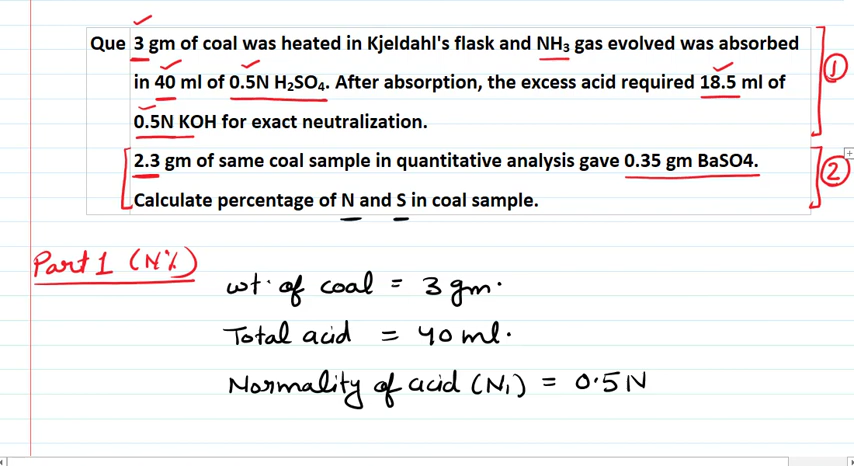 Que 3 gm of coal was heated in Kjeldahl's flask and NH₃ gas evolved was absorbed
in 40 ml of 0.5N H₂SO₄. After absorption, the excess acid required 18.5 ml of
0.5N KOH for exact neutralization.
2.3 gm of same coal sample in quantitative analysis gave 0.35 gm BaSO4.
Calculate percentage of N and S in coal sample.
1
2
Part 1 (N%)
wt. of coal = 3 gm.
Total acid = 40 ml.
Normality of acid (N₁) = 0.5 N